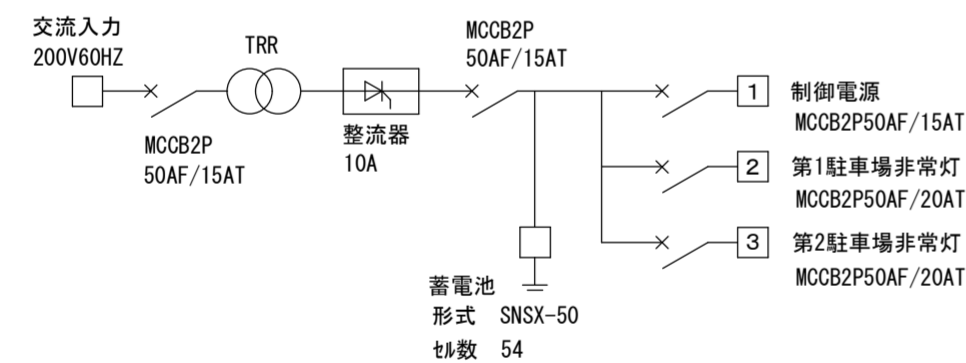 交流入力
200V60HZ
TRR
MCCB2P
50AF/15AT
整流器
10A
MCCB2P
50AF/15AT
1 制御電源
MCCB2P50AF/15AT
2 第1駐車場非常灯
MCCB2P50AF/20AT
3 第2駐車場非常灯
MCCB2P50AF/20AT
蓄電池
形式 SNSX-50
ｾﾙ数 54